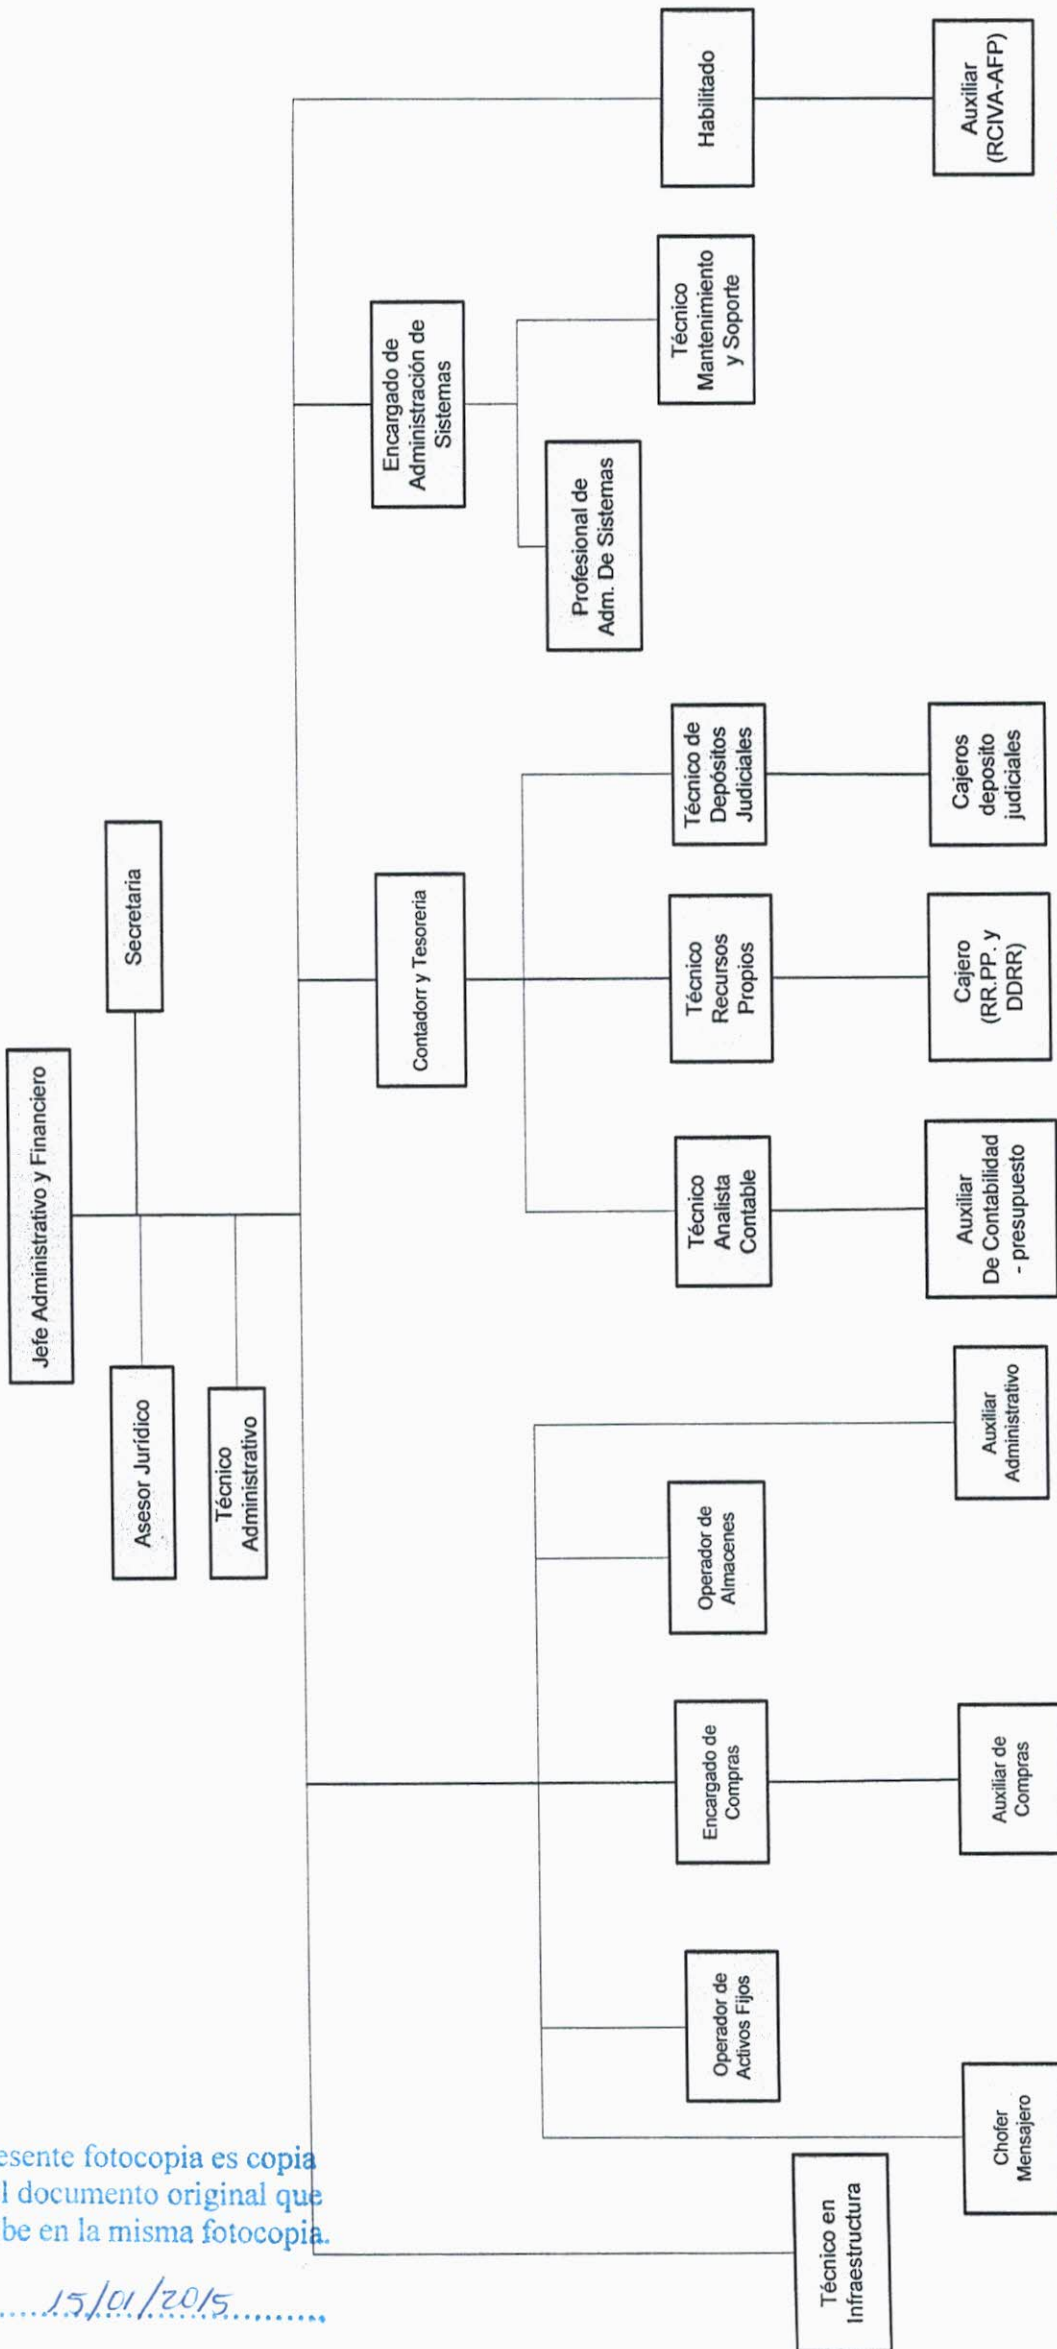 Jefe Administrativo y Financiero
Secretaria
Asesor Jurídico
Técnico
Administrativo
Técnico en
Infraestructura
Chofer
Mensajero
Operador de
Activos Fijos
Encargado de
Compras
Auxiliar de
Compras
Operador de
Almacenes
Auxiliar
Administrativo
Contadorr y Tesoreria
Técnico
Analista
Contable
Auxiliar
De Contabilidad
- presupuesto
Técnico
Recursos
Propios
Cajero
(RR.PP. y
DDRR)
Técnico de
Depósitos
Judiciales
Cajeros
deposito
judiciales
Encargado de
Administración de
Sistemas
Profesional de
Adm. De Sistemas
Técnico
Mantenimiento
y Soporte
Habilitado
Auxiliar
(RCIVA-AFP)
esente fotocopia es copia
l documento original que
be en la misma fotocopia.
15/01/2015